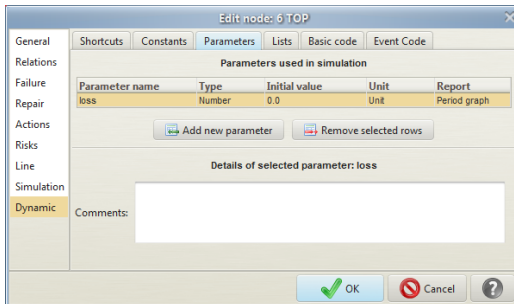 Edit node: 6 TOP
General
Relations
Failure
Repair
Actions
Risks
Line
Simulation
Dynamic
Shortcuts Constants Parameters Lists Basic code Event Code
Parameters used in simulation
Parameter name Type Initial value Unit Report
loss Number 0.0 Unit Period graph
Add new parameter Remove selected rows
Details of selected parameter: loss
Comments:
OK Cancel ?